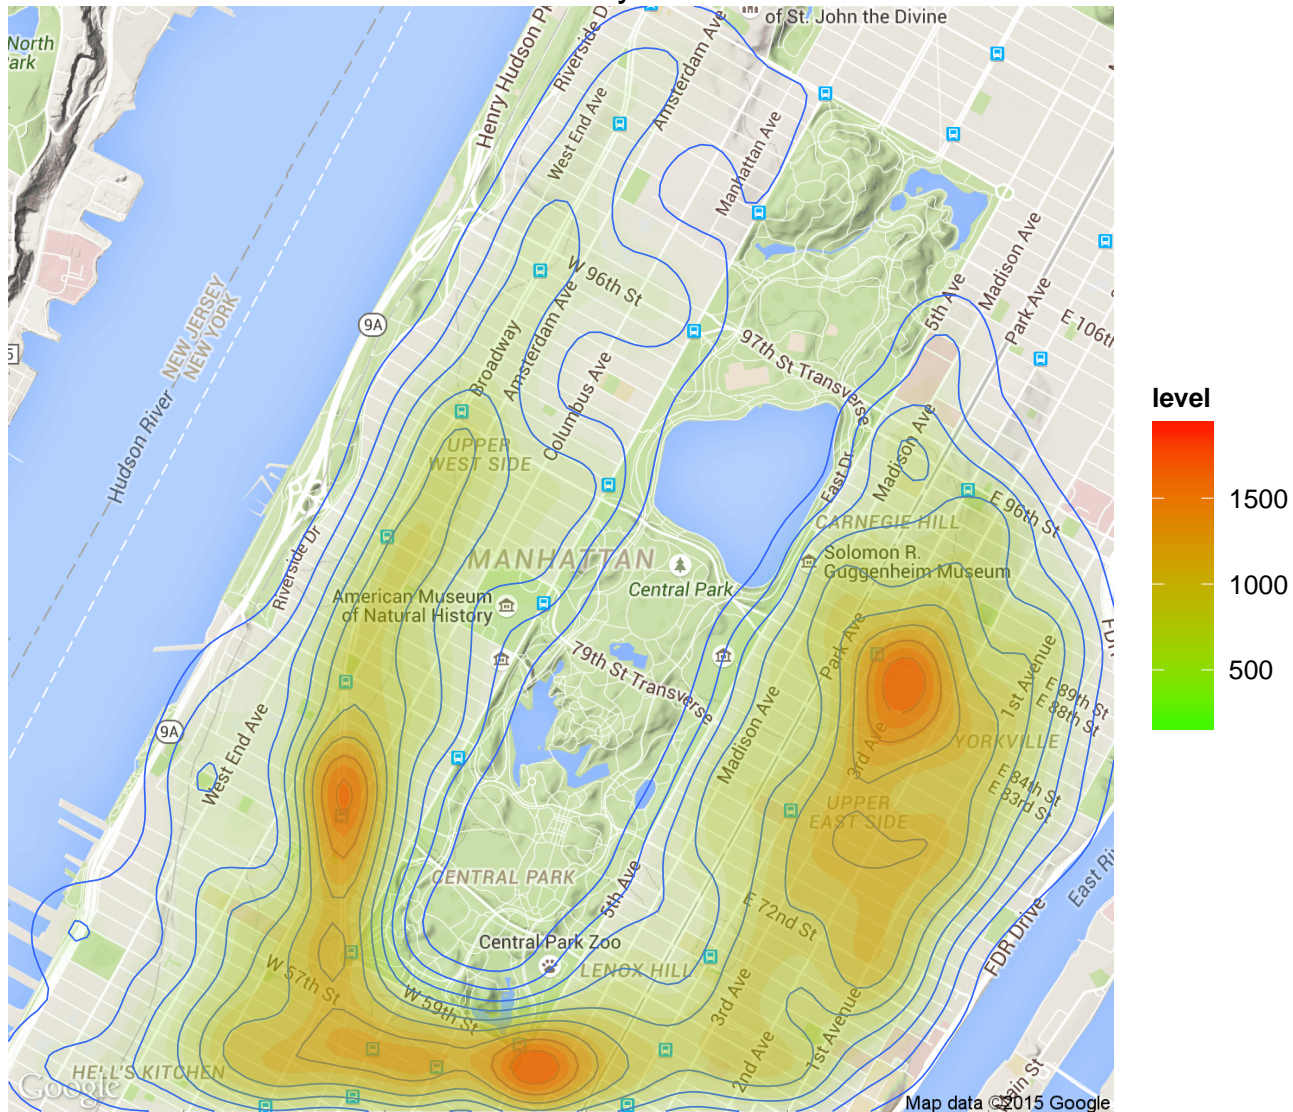 of St. John the Divine
North
ark
Henry Hudson P
Riverside D
Amsterdam Ave
West End Ave
Manhattan Ave
NEW JERSEY
NEW YORK
Hudson River
9A
5
W 96th St
Amsterdam Ave
Broadway
Columbus Ave
97th St Transverse
5th Ave
Madison Ave
Park Ave
E 106th
UPPER
WEST SIDE
Madison Ave
East Dr
E 96th St
CARNEGIE HILL
Solomon R.
Guggenheim Museum
MANHATTAN
Central Park
Riverside Dr
American Museum
of Natural History
79th St Transverse
Park Ave
1st Avenue
E 89th St
E 88th St
FDR
YORKVILLE
3rd Ave
E 84th St
E 83rd S
9A
West End Ave
Madison Ave
UPPER
EAST SIDE
CENTRAL PARK
5th Ave
E 72nd St
East Ri
FDR Drive
Central Park Zoo
LENOX HILL
W 57th St
W 59th St
3rd Ave
2nd Ave
1st Avenue
HELL'S KITCHEN
Google
Main St
Map data ©2015 Google
level
1500
1000
500